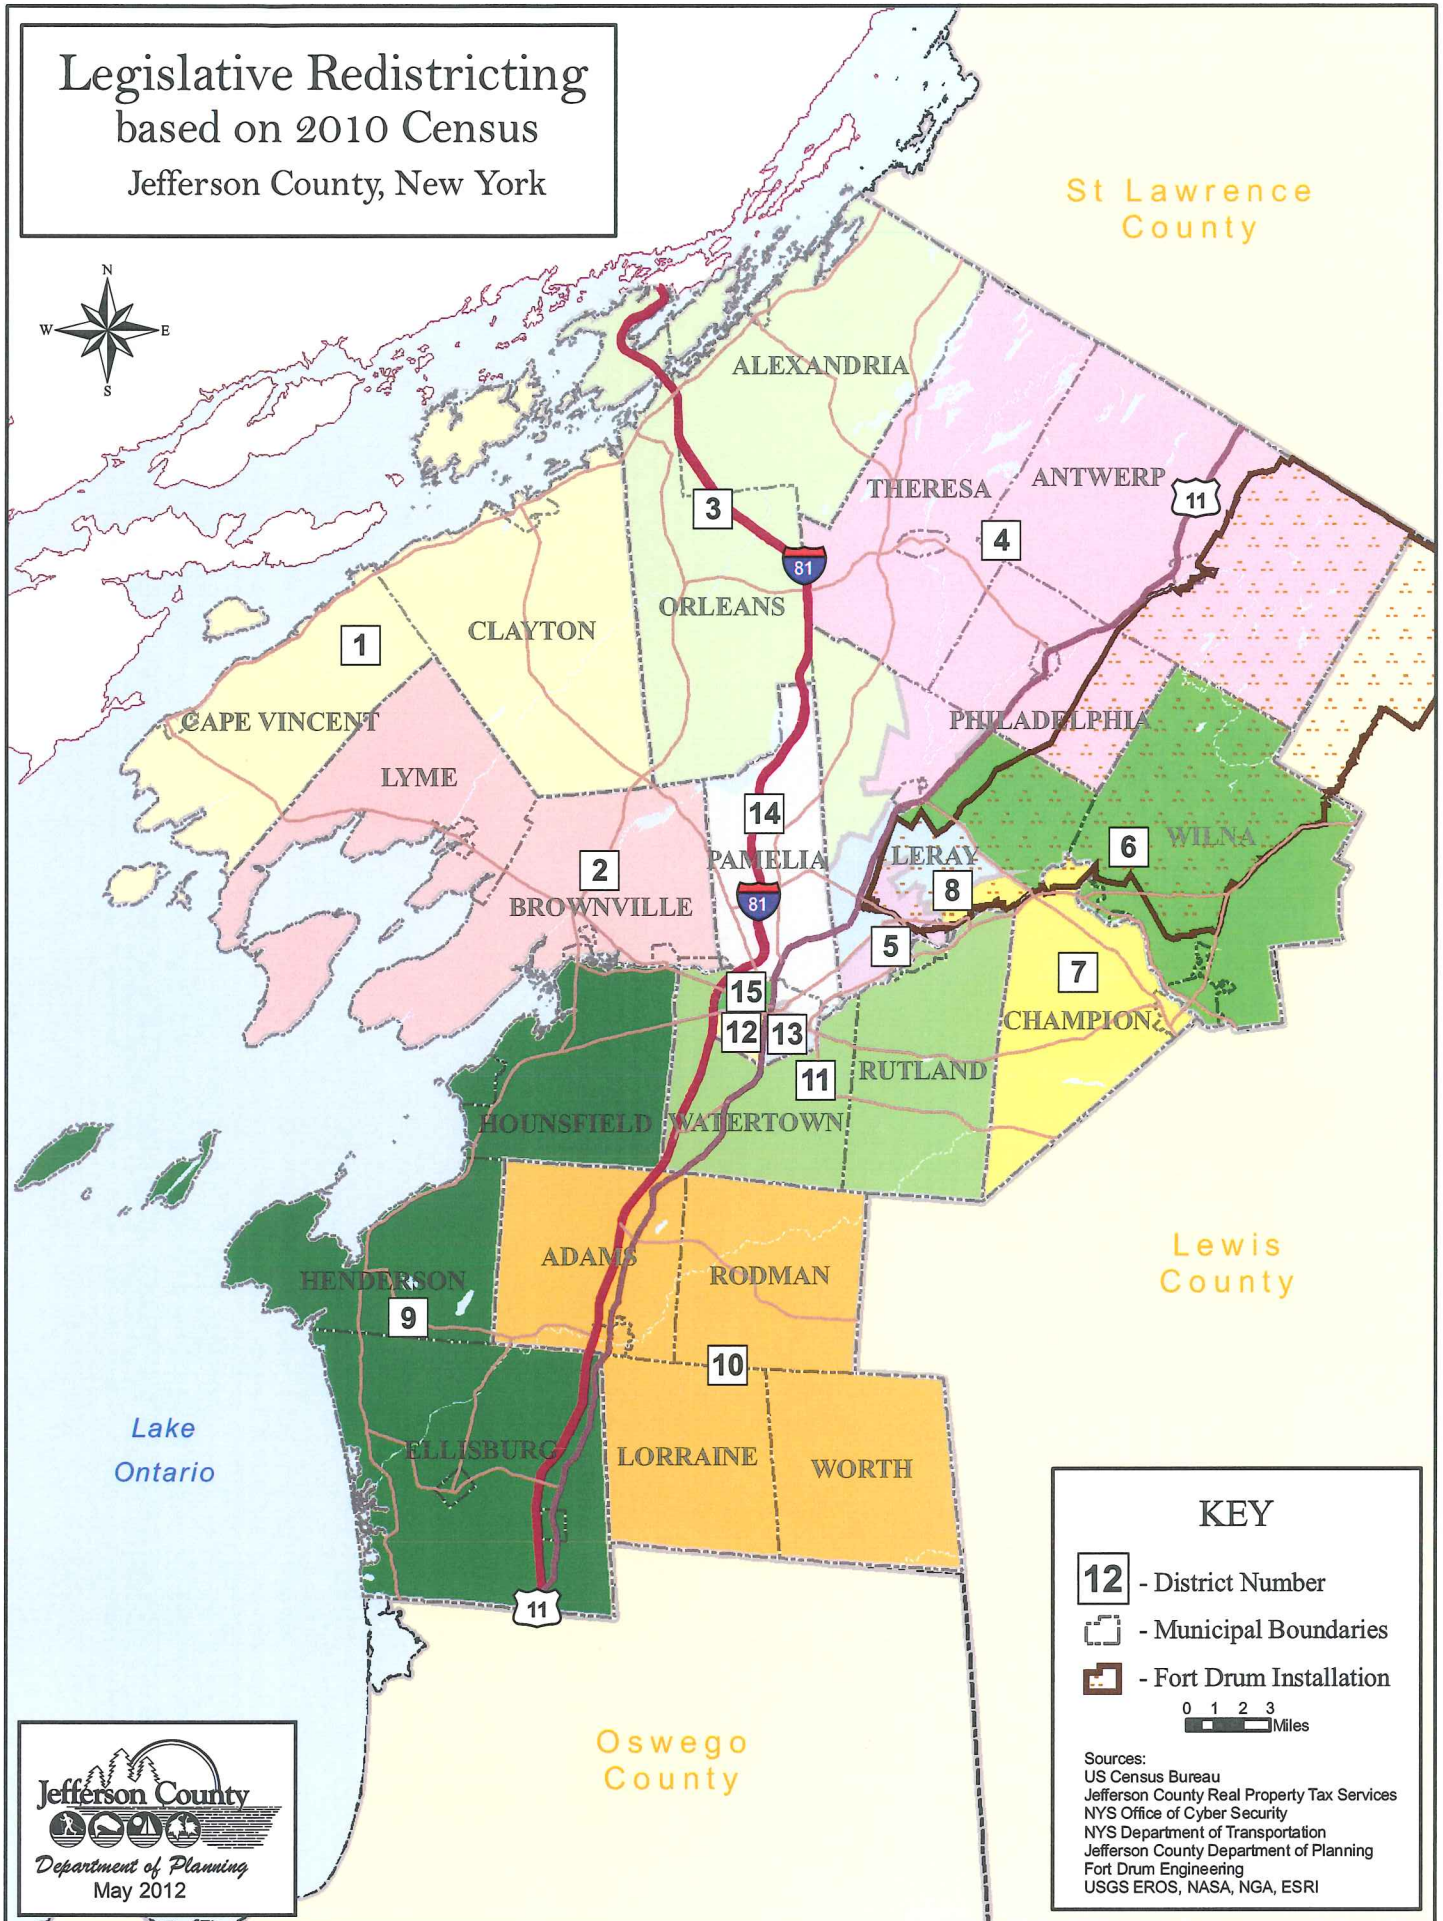 Legislative Redistricting
based on 2010 Census
Jefferson County, New York
St Lawrence
County
N
W
E
S
ALEXANDRIA
THERESA
ANTWERP
11
3
4
81
ORLEANS
CLAYTON
1
CAPE VINCENT
PHILADELPHIA
LYME
14
6
WILNA
2
PAMELIA
LERAY
8
BROWNVILLE
81
5
7
15
CHAMPION
12
13
11
RUTLAND
HOUNSFIELD
WATERTOWN
ADAMS
RODMAN
HENDERSON
9
Lewis
County
10
Lake
Ontario
ELLISBURG
LORRAINE
WORTH
11
KEY
12 - District Number
- Municipal Boundaries
- Fort Drum Installation
0 1 2 3
Miles
Sources:
US Census Bureau
Jefferson County Real Property Tax Services
NYS Office of Cyber Security
NYS Department of Transportation
Jefferson County Department of Planning
Fort Drum Engineering
USGS EROS, NASA, NGA, ESRI
Oswego
County
Jefferson County
Department of Planning
May 2012